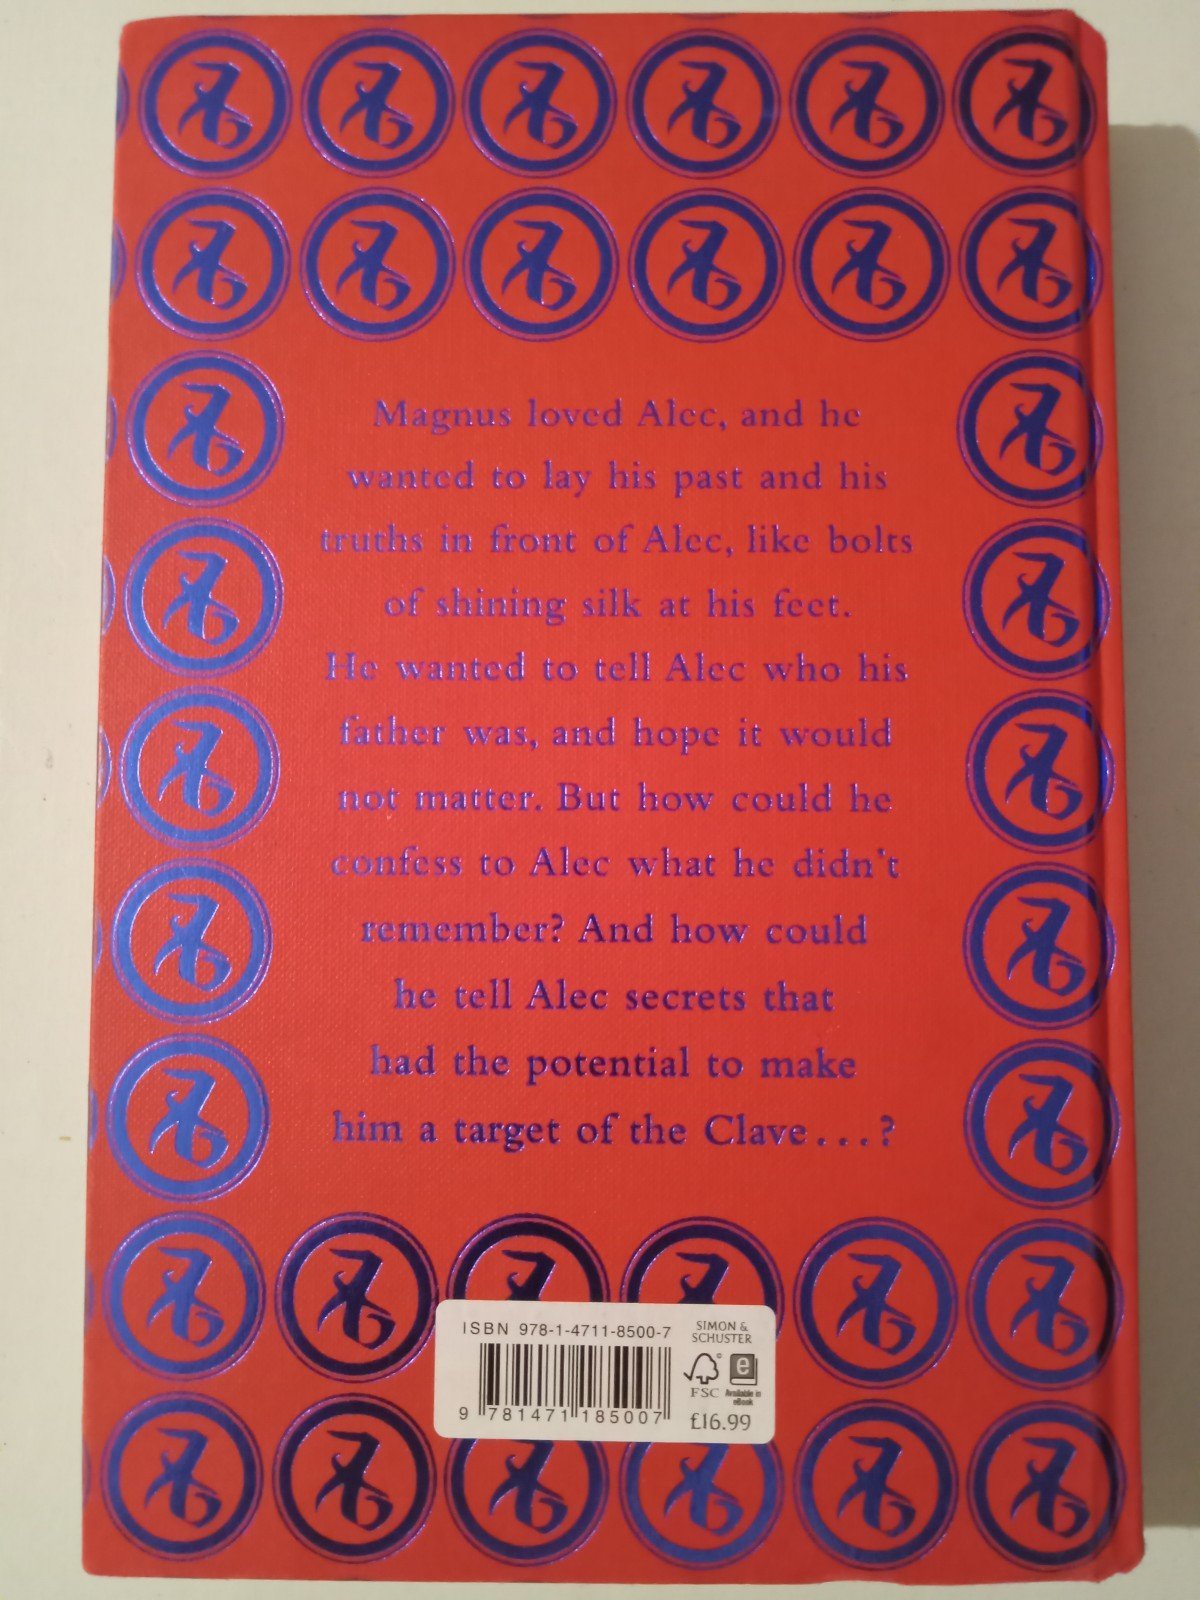 Magnus loved Alec, and he
wanted to lay his past and his
truths in front of Alec, like bolts
of shining silk at his feet.
He wanted to tell Alec who his
father was, and hope it would
not matter. But how could he
confess to Alec what he didn't
remember? And how could
he tell Alec secrets that
had the potential to make
him a target of the Clave...?
ISBN 978-1-4711-8500-7
SIMON &
SCHUSTER
e
FSC
Available in
eBook
9 781471 185007
£16.99